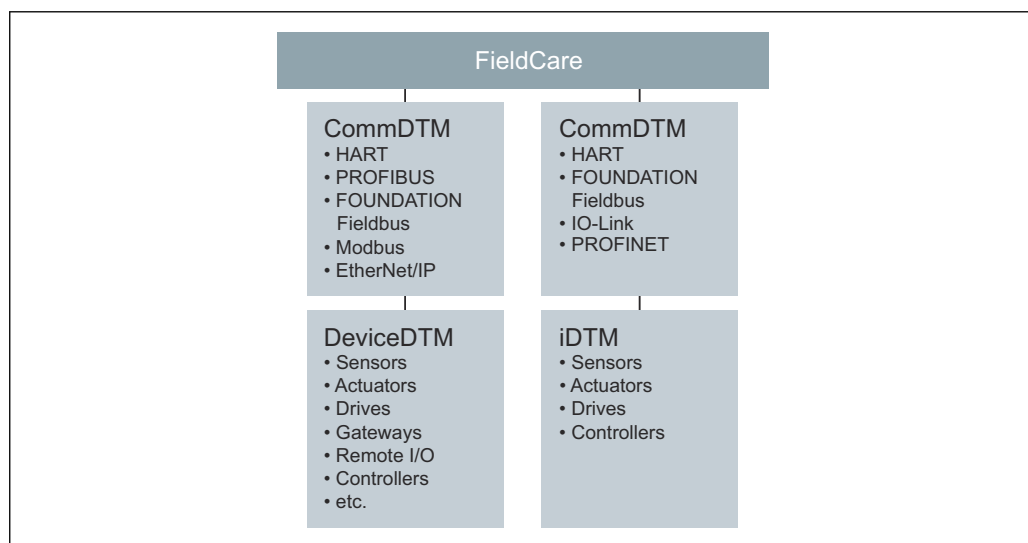 FieldCare
CommDTM
• HART
• PROFIBUS
• FOUNDATION
Fieldbus
• Modbus
• EtherNet/IP
CommDTM
• HART
• FOUNDATION
Fieldbus
• IO-Link
• PROFINET
DeviceDTM
• Sensors
• Actuators
• Drives
• Gateways
• Remote I/O
• Controllers
• etc.
iDTM
• Sensors
• Actuators
• Drives
• Controllers